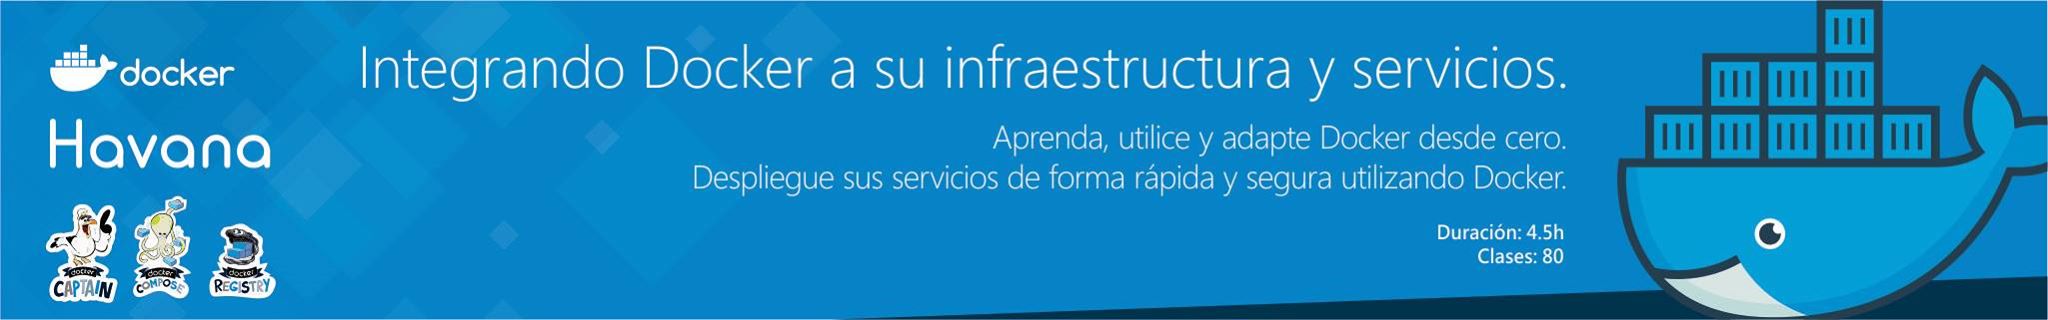 docker
Havana
docker
CAPTAIN
docker
COMPOSE
docker
REGISTRY
Integrando Docker a su infraestructura y servicios.
Aprenda, utilice y adapte Docker desde cero.
Despliegue sus servicios de forma rápida y segura utilizando Docker.
Duración: 4.5h
Clases: 80